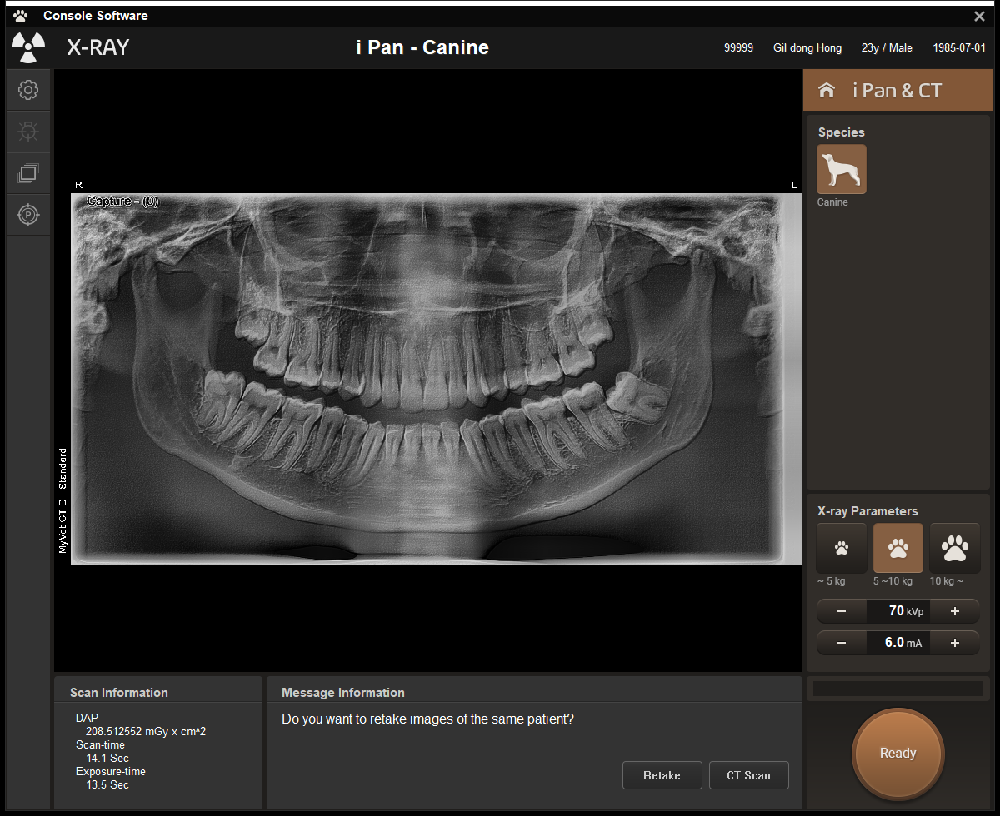 Console Software
X-RAY
i Pan - Canine
99999
Gil dong Hong
23y / Male
1985-07-01
i Pan & CT
Species
Canine
R
L
Capture - (0)
MyVet CT D - Standard
P
X-ray Parameters
~ 5 kg
5 ~10 kg
10 kg ~
− 70 kVp +
− 6.0 mA +
Scan Information
DAP
208.512552 mGy x cm^2
Scan-time
14.1 Sec
Exposure-time
13.5 Sec
Message Information
Do you want to retake images of the same patient?
Retake
CT Scan
Ready